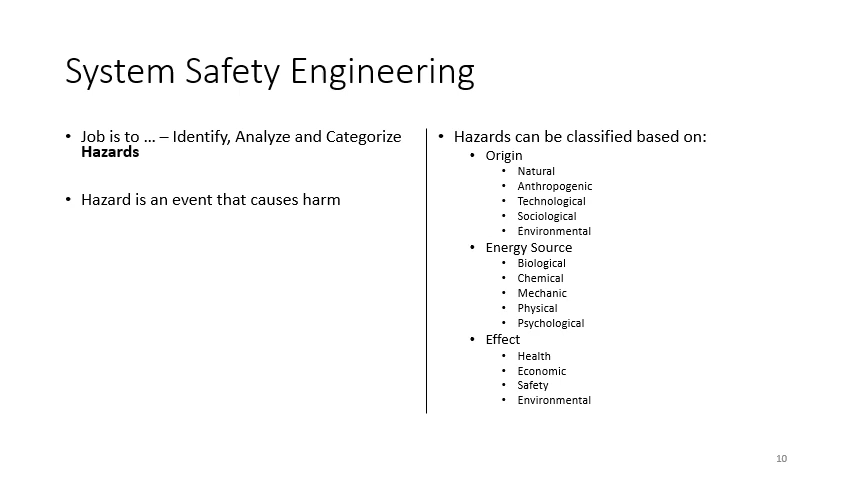 System Safety Engineering
• Job is to ... – Identify, Analyze and Categorize
Hazards
• Hazard is an event that causes harm
• Hazards can be classified based on:
• Origin
• Natural
• Anthropogenic
• Technological
• Sociological
• Environmental
• Energy Source
• Biological
• Chemical
• Mechanic
• Physical
• Psychological
• Effect
• Health
• Economic
• Safety
• Environmental
10